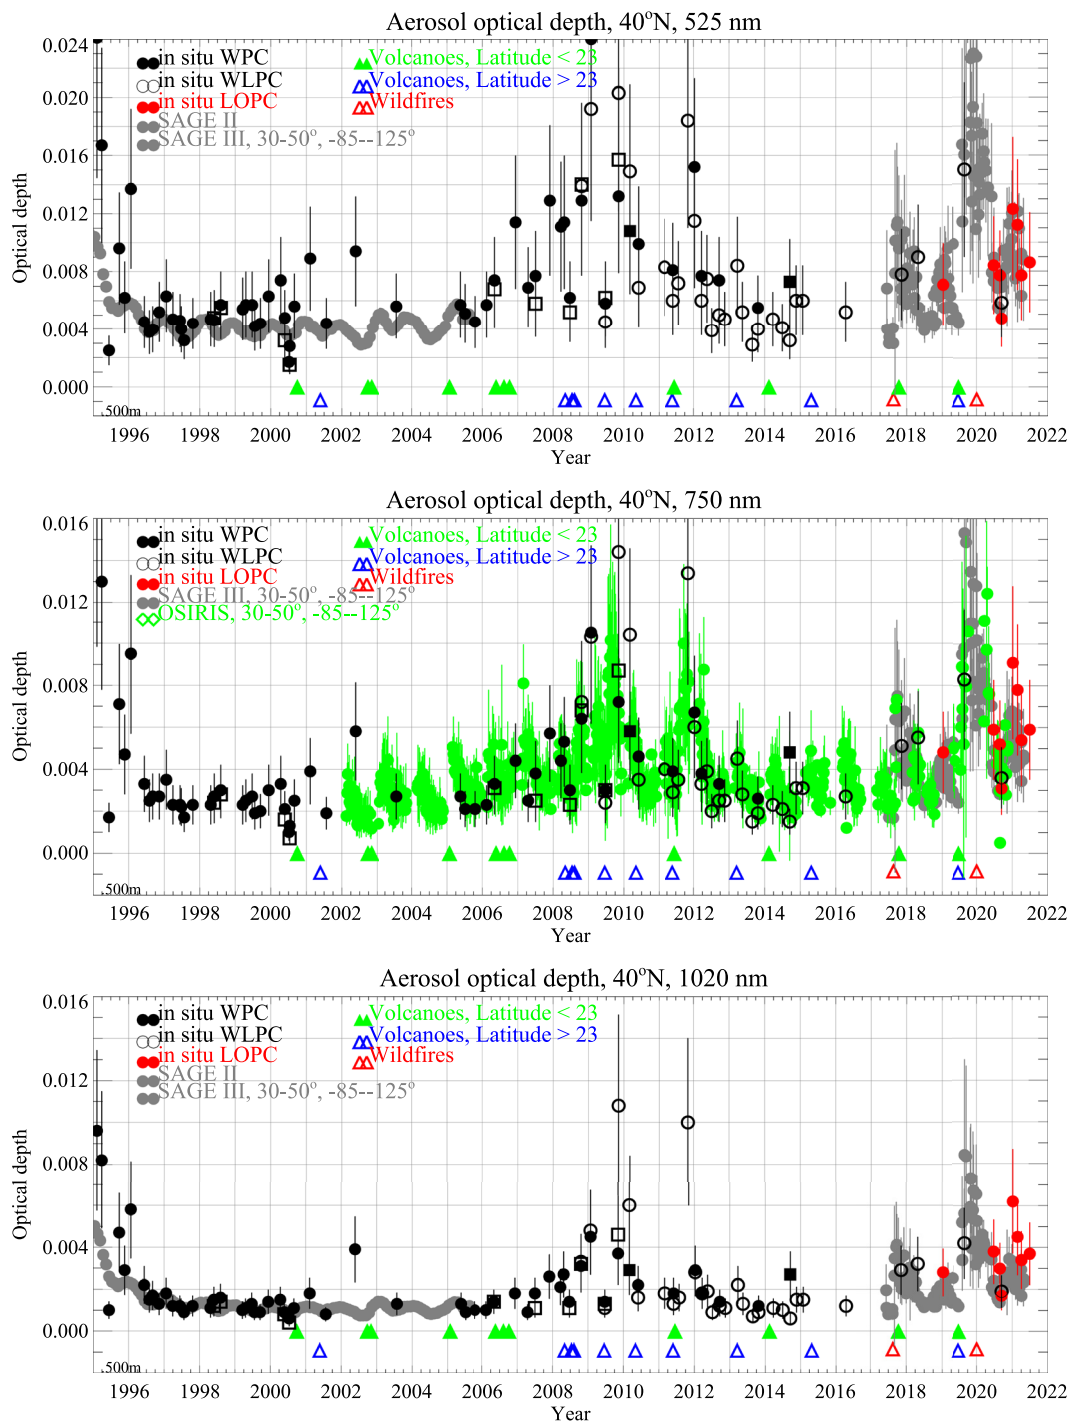 Aerosol optical depth, 40°N, 525 nm
0.024
0.020
0.016
0.012
0.008
0.004
0.000
Optical depth
in situ WPC
in situ WLPC
in situ LOPC
SAGE II
SAGE III, 30-50°, -85--125°
Volcanoes, Latitude < 23
Volcanoes, Latitude > 23
Wildfires
.500m
1996 1998 2000 2002 2004 2006 2008 2010 2012 2014 2016 2018 2020 2022
Year
Aerosol optical depth, 40°N, 750 nm
0.016
0.012
0.008
0.004
0.000
Optical depth
in situ WPC
in situ WLPC
in situ LOPC
SAGE III, 30-50°, -85--125°
OSIRIS, 30-50°, -85--125°
Volcanoes, Latitude < 23
Volcanoes, Latitude > 23
Wildfires
.500m
1996 1998 2000 2002 2004 2006 2008 2010 2012 2014 2016 2018 2020 2022
Year
Aerosol optical depth, 40°N, 1020 nm
0.016
0.012
0.008
0.004
0.000
Optical depth
in situ WPC
in situ WLPC
in situ LOPC
SAGE II
SAGE III, 30-50°, -85--125°
Volcanoes, Latitude < 23
Volcanoes, Latitude > 23
Wildfires
.500m
1996 1998 2000 2002 2004 2006 2008 2010 2012 2014 2016 2018 2020 2022
Year